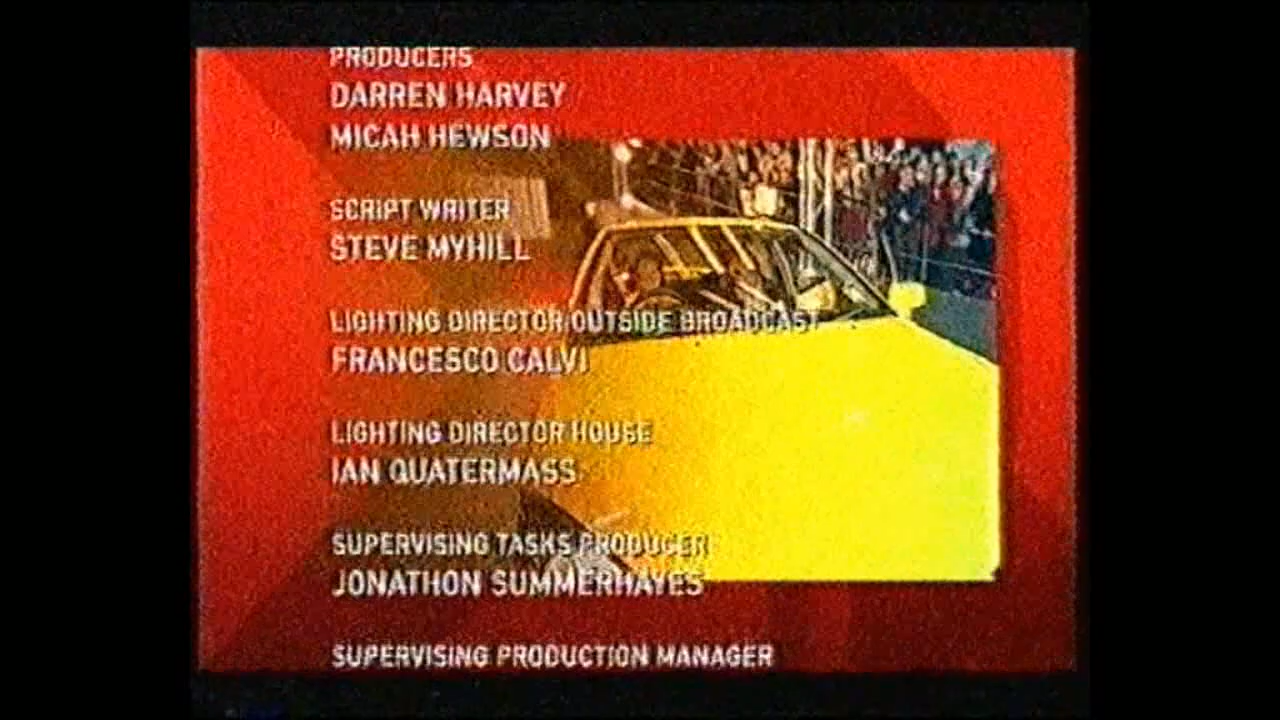 PRODUCERS
DARREN HARVEY
MICAH HEWSON
SCRIPT WRITER
STEVE MYHILL
LIGHTING DIRECTOR OUTSIDE BROADCAST
FRANCESCO CALVI
LIGHTING DIRECTOR HOUSE
IAN QUATERMASS
SUPERVISING TASKS PRODUCER
JONATHON SUMMERHAYES
SUPERVISING PRODUCTION MANAGER